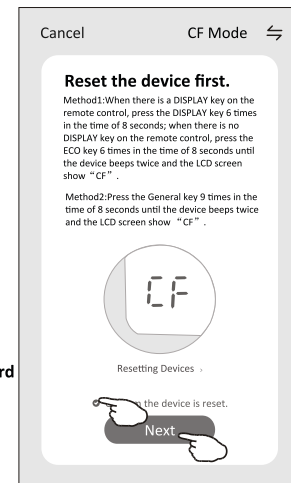 Cancel CF Mode
Reset the device first.
Method1:When there is a DISPLAY key on the
remote control, press the DISPLAY key 6 times
in the time of 8 seconds; when there is no
DISPLAY key on the remote control, press the
ECO key 6 times in the time of 8 seconds until
the device beeps twice and the LCD screen
show “CF”.
Method2:Press the General key 9 times in the
time of 8 seconds until the device beeps twice
and the LCD screen show “CF”.
CF
rd
Resetting Devices ›
the device is reset.
Next